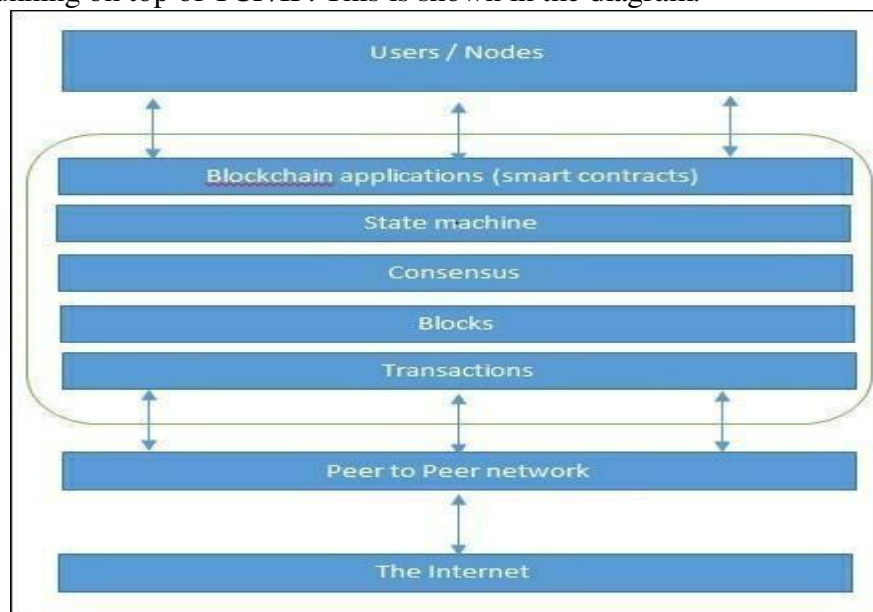 Users / Nodes
Blockchain applications (smart contracts)
State machine
Consensus
Blocks
Transactions
Peer to Peer network
The Internet